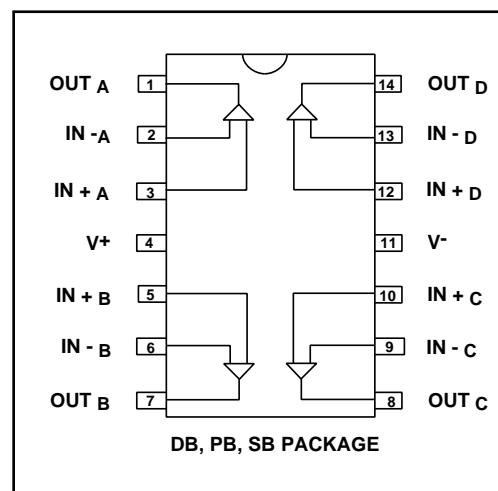 OUT A 1 14 OUT D
IN -A 2 13 IN - D
IN + A 3 12 IN + D
V+ 4 11 V-
IN + B 5 10 IN + C
IN - B 6 9 IN - C
OUT B 7 8 OUT C
DB, PB, SB PACKAGE